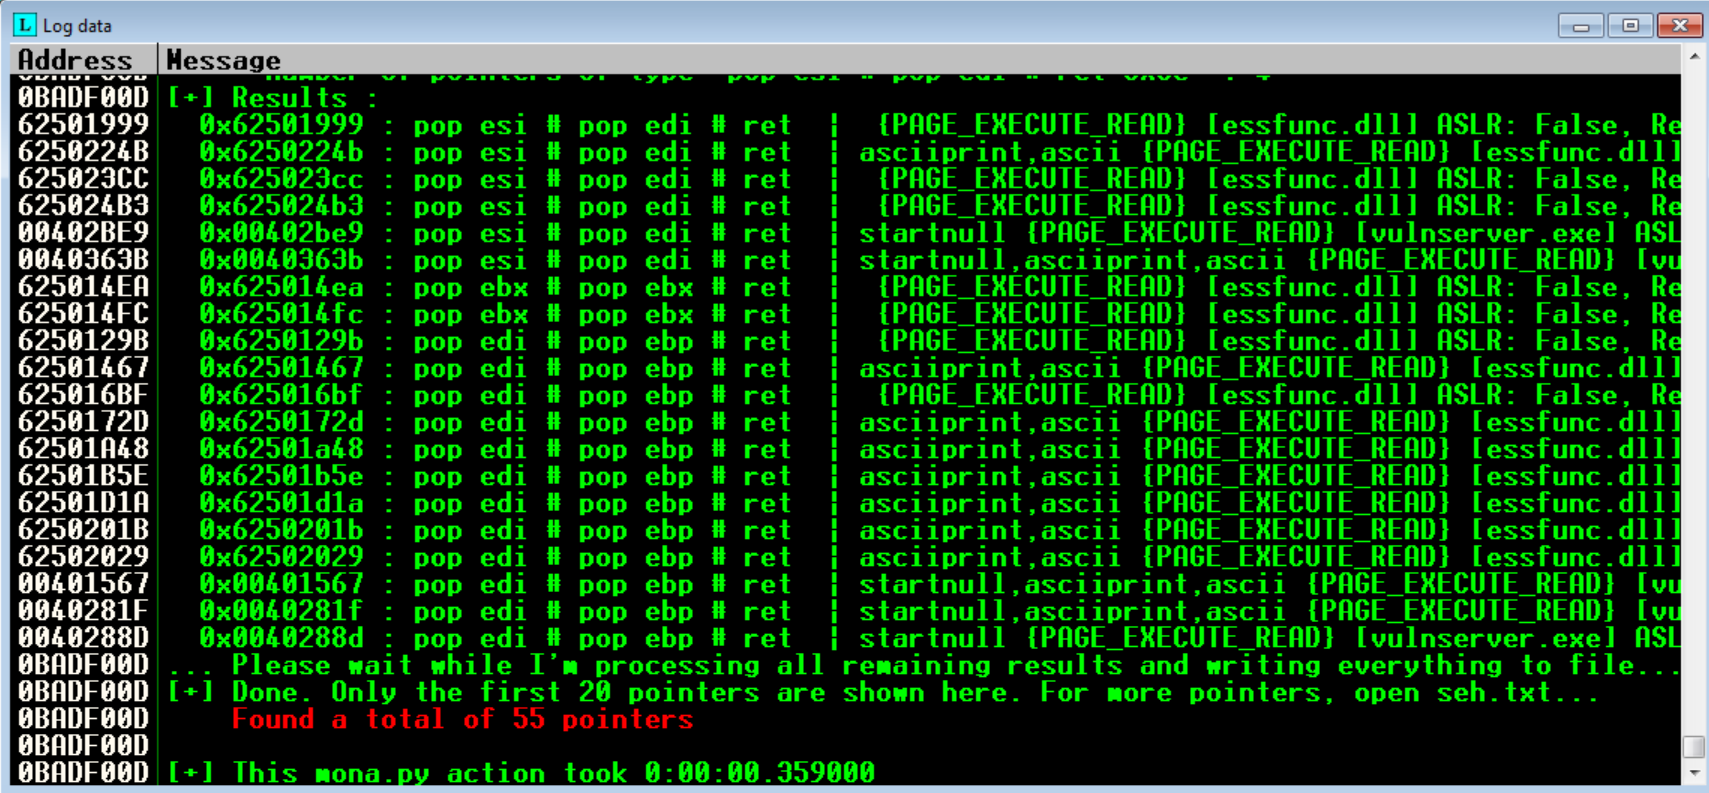 L Log data
Address Message
0BADF00D Number of pointers of type 'pop esi # pop edi # ret 0x0c' : 4
0BADF00D [+] Results :
62501999 0x62501999 : pop esi # pop edi # ret | {PAGE_EXECUTE_READ} [essfunc.dll] ASLR: False, Re
6250224B 0x6250224b : pop esi # pop edi # ret | asciiprint,ascii {PAGE_EXECUTE_READ} [essfunc.dll]
625023CC 0x625023cc : pop esi # pop edi # ret | {PAGE_EXECUTE_READ} [essfunc.dll] ASLR: False, Re
625024B3 0x625024b3 : pop esi # pop edi # ret | {PAGE_EXECUTE_READ} [essfunc.dll] ASLR: False, Re
00402BE9 0x00402be9 : pop esi # pop edi # ret | startnull {PAGE_EXECUTE_READ} [vulnserver.exe] ASL
0040363B 0x0040363b : pop esi # pop edi # ret | startnull,asciiprint,ascii {PAGE_EXECUTE_READ} [vu
625014EA 0x625014ea : pop ebx # pop ebx # ret | {PAGE_EXECUTE_READ} [essfunc.dll] ASLR: False, Re
625014FC 0x625014fc : pop ebx # pop ebx # ret | {PAGE_EXECUTE_READ} [essfunc.dll] ASLR: False, Re
6250129B 0x6250129b : pop edi # pop ebp # ret | {PAGE_EXECUTE_READ} [essfunc.dll] ASLR: False, Re
62501467 0x62501467 : pop edi # pop ebp # ret | asciiprint,ascii {PAGE_EXECUTE_READ} [essfunc.dll]
625016BF 0x625016bf : pop edi # pop ebp # ret | {PAGE_EXECUTE_READ} [essfunc.dll] ASLR: False, Re
6250172D 0x6250172d : pop edi # pop ebp # ret | asciiprint,ascii {PAGE_EXECUTE_READ} [essfunc.dll]
62501A48 0x62501a48 : pop edi # pop ebp # ret | asciiprint,ascii {PAGE_EXECUTE_READ} [essfunc.dll]
62501B5E 0x62501b5e : pop edi # pop ebp # ret | asciiprint,ascii {PAGE_EXECUTE_READ} [essfunc.dll]
62501D1A 0x62501d1a : pop edi # pop ebp # ret | asciiprint,ascii {PAGE_EXECUTE_READ} [essfunc.dll]
6250201B 0x6250201b : pop edi # pop ebp # ret | asciiprint,ascii {PAGE_EXECUTE_READ} [essfunc.dll]
62502029 0x62502029 : pop edi # pop ebp # ret | asciiprint,ascii {PAGE_EXECUTE_READ} [essfunc.dll]
00401567 0x00401567 : pop edi # pop ebp # ret | startnull,asciiprint,ascii {PAGE_EXECUTE_READ} [vu
0040281F 0x0040281f : pop edi # pop ebp # ret | startnull,asciiprint,ascii {PAGE_EXECUTE_READ} [vu
0040288D 0x0040288d : pop edi # pop ebp # ret | startnull {PAGE_EXECUTE_READ} [vulnserver.exe] ASL
0BADF00D ... Please wait while I'm processing all remaining results and writing everything to file...
0BADF00D [+] Done. Only the first 20 pointers are shown here. For more pointers, open seh.txt...
0BADF00D Found a total of 55 pointers
0BADF00D
0BADF00D [+] This mona.py action took 0:00:00.359000